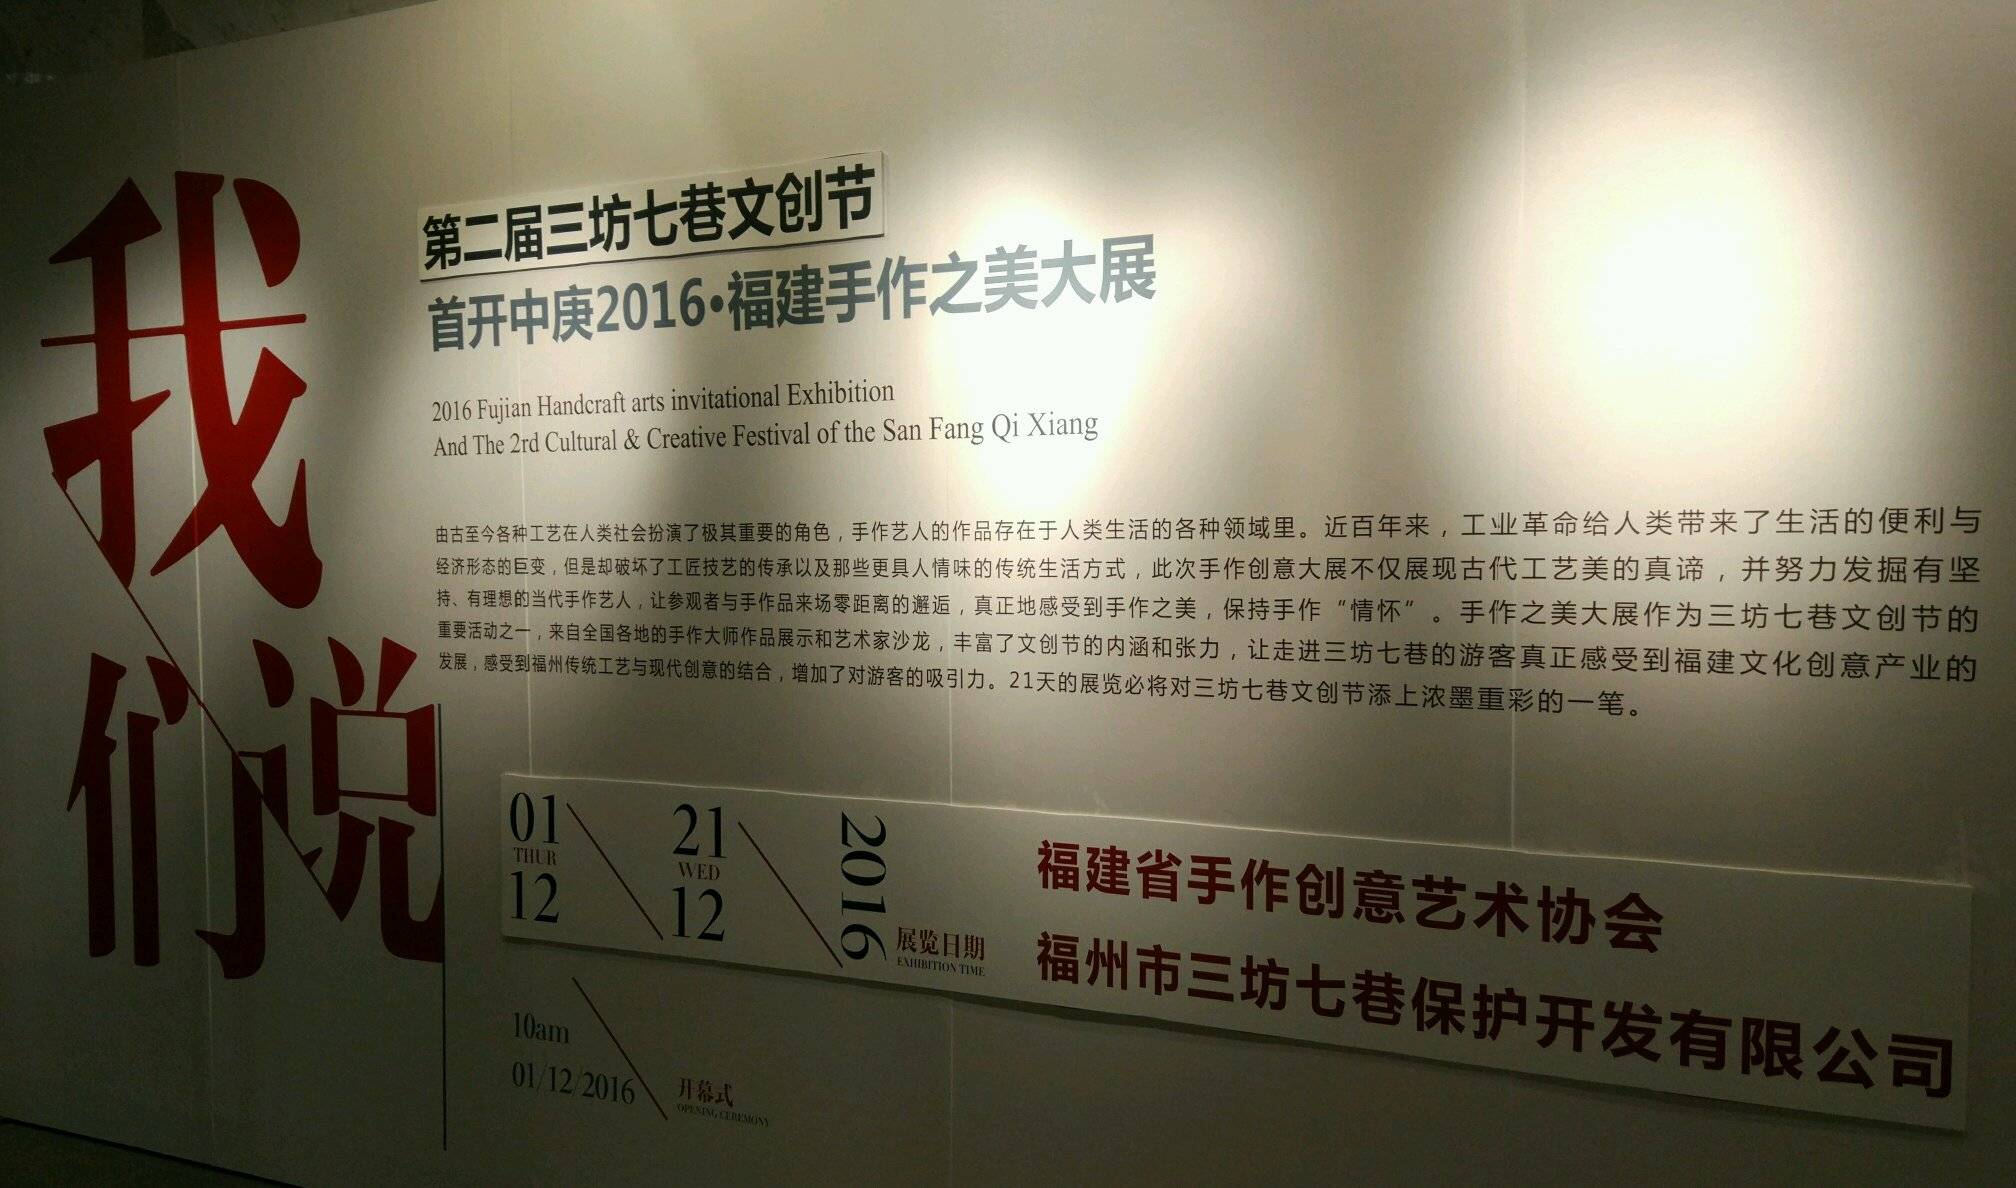 我
们说
第二届三坊七巷文创节
首开中庚2016·福建手作之美大展
2016 Fujian Handcraft arts invitational Exhibition
And The 2rd Cultural & Creative Festival of the San Fang Qi Xiang
由古至今各种工艺在人类社会扮演了极其重要的角色，手作艺人的作品存在于人类生活的各种领域里。近百年来，工业革命给人类带来了生活的便利与
经济形态的巨变，但是却破坏了工匠技艺的传承以及那些更具人情味的传统生活方式，此次手作创意大展不仅展现古代工艺美的真谛，并努力发掘有坚
持、有理想的当代手作艺人，让参观者与手作品来场零距离的邂逅，真正地感受到手作之美，保持手作“情怀”。手作之美大展作为三坊七巷文创节的
重要活动之一，来自全国各地的手作大师作品展示和艺术家沙龙，丰富了文创节的内涵和张力，让走进三坊七巷的游客真正感受到福建文化创意产业的
发展，感受到福州传统工艺与现代创意的结合，增加了对游客的吸引力。21天的展览必将对三坊七巷文创节添上浓墨重彩的一笔。
01
THUR
12
21
WED
12
2016
展览日期
EXHIBITION TIME
福建省手作创意艺术协会
福州市三坊七巷保护开发有限公司
10am
01/12/2016
开幕式
OPENING CEREMONY